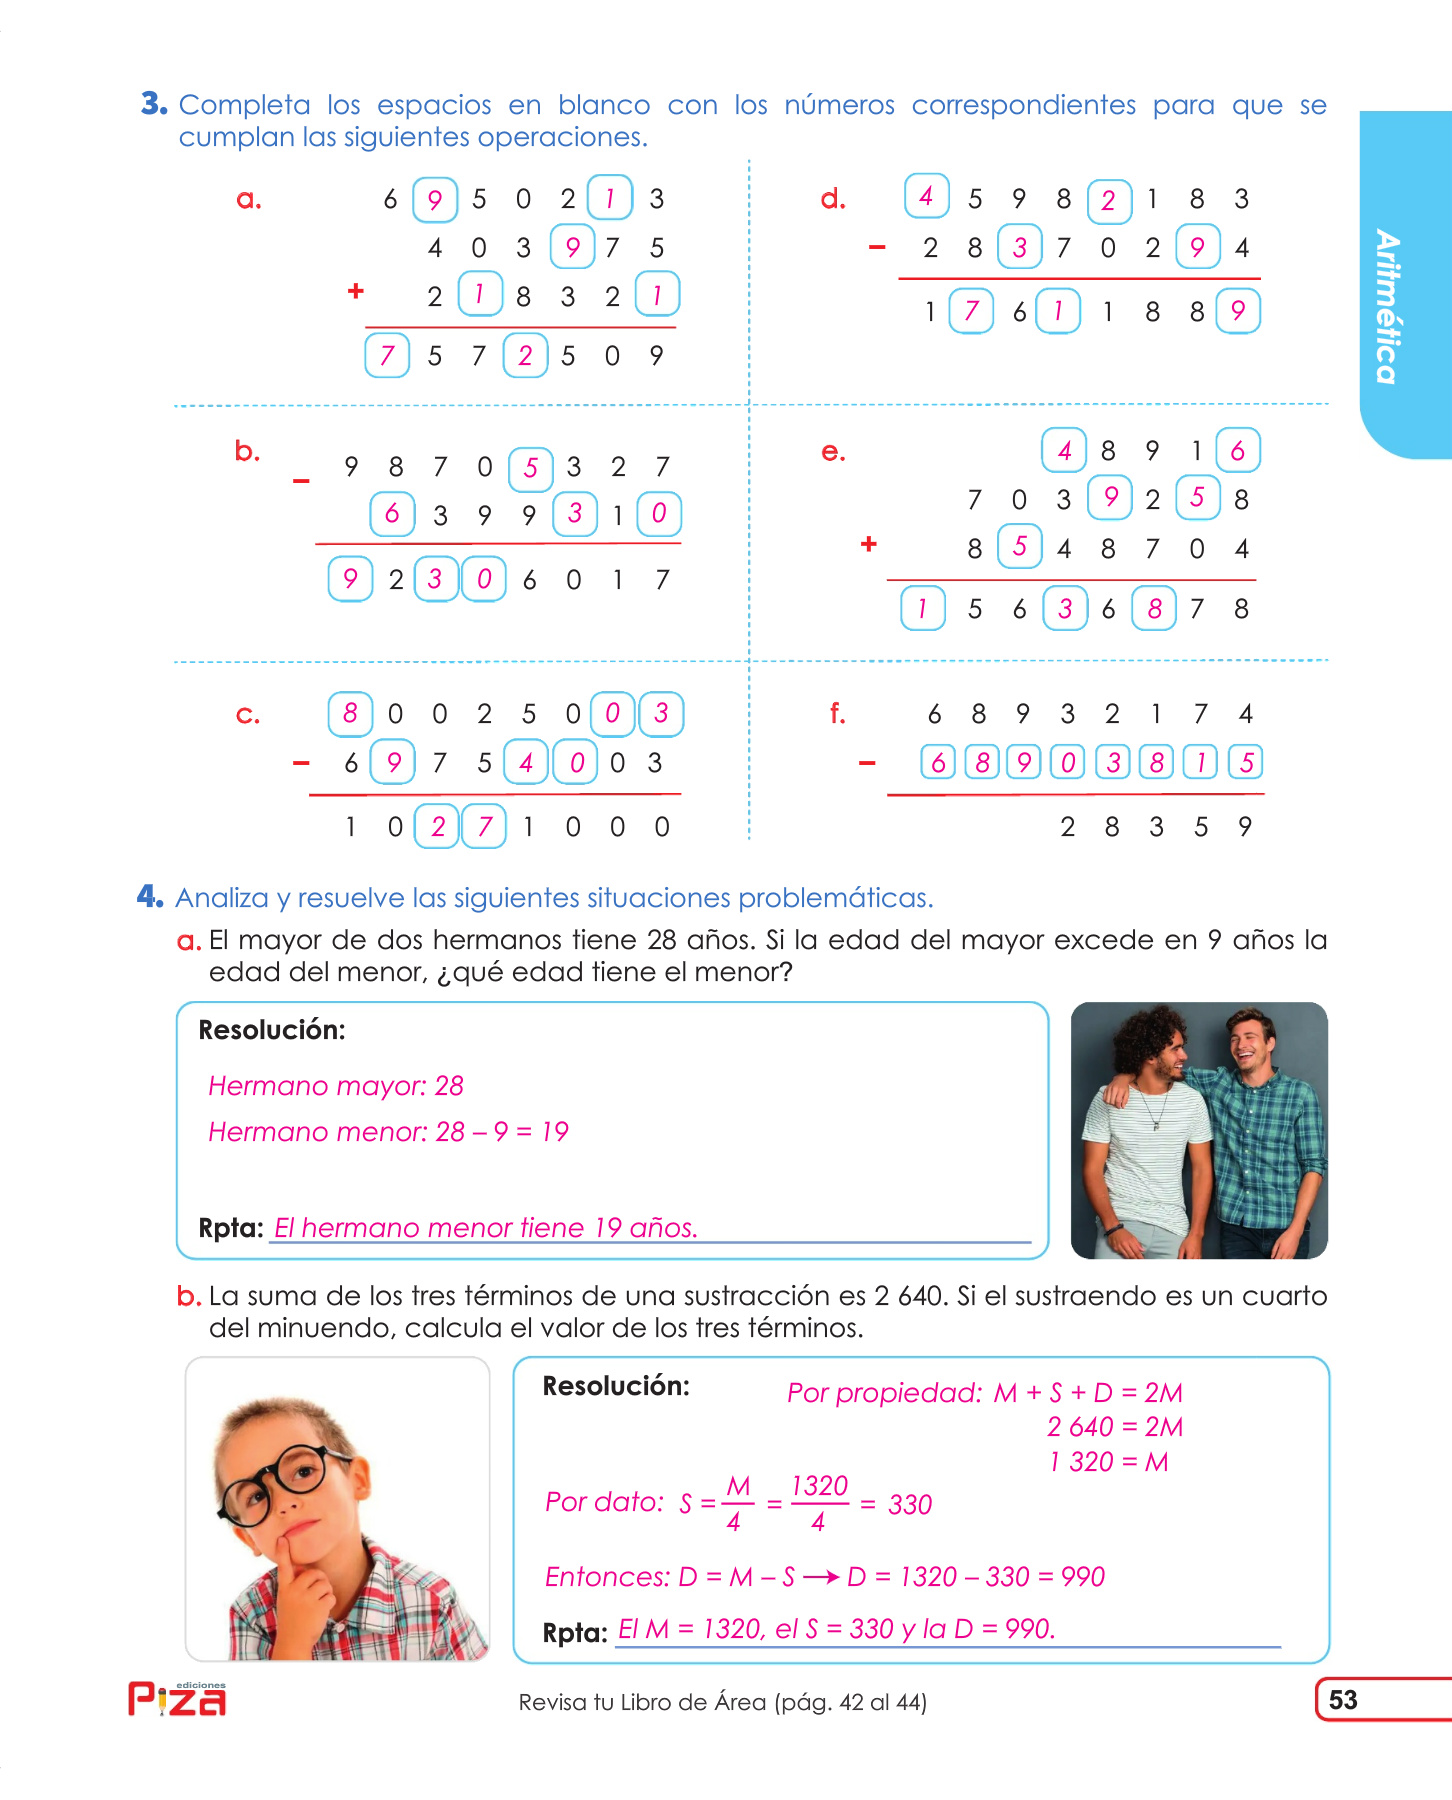 3. Completa los espacios en blanco con los números correspondientes para que se
cumplan las siguientes operaciones.
a.
6 9 5 0 2 1 3
4 0 3 9 7 5
+ 2 1 8 3 2 1
7 5 7 2 5 0 9
d.
4 5 9 8 2 1 8 3
– 2 8 3 7 0 2 9 4
1 7 6 1 1 8 8 9
b.
– 9 8 7 0 5 3 2 7
6 3 9 9 3 1 0
9 2 3 0 6 0 1 7
e.
4 8 9 1 6
7 0 3 9 2 5 8
+ 8 5 4 8 7 0 4
1 5 6 3 6 8 7 8
c.
8 0 0 2 5 0 0 3
– 6 9 7 5 4 0 0 3
1 0 2 7 1 0 0 0
f.
6 8 9 3 2 1 7 4
– 6 8 9 0 3 8 1 5
2 8 3 5 9
Aritmética
4. Analiza y resuelve las siguientes situaciones problemáticas.
a. El mayor de dos hermanos tiene 28 años. Si la edad del mayor excede en 9 años la
edad del menor, ¿qué edad tiene el menor?
Resolución:
Hermano mayor: 28
Hermano menor: 28 – 9 = 19
Rpta: El hermano menor tiene 19 años.
b. La suma de los tres términos de una sustracción es 2 640. Si el sustraendo es un cuarto
del minuendo, calcula el valor de los tres términos.
Resolución:
Por propiedad: M + S + D = 2M
2 640 = 2M
1 320 = M
Por dato: S = M/4 = 1320/4 = 330
Entonces: D = M – S → D = 1320 – 330 = 990
Rpta: El M = 1320, el S = 330 y la D = 990.
ediciones
Piza
Revisa tu Libro de Área (pág. 42 al 44)
53